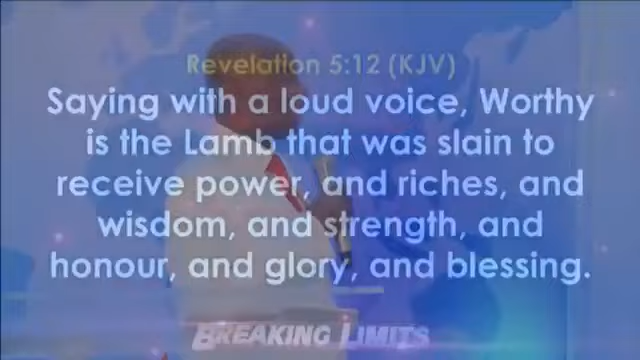 Revelation 5:12 (KJV)
Saying with a loud voice, Worthy
is the Lamb that was slain to
receive power, and riches, and
wisdom, and strength, and
honour, and glory, and blessing.
BREAKING LIMITS